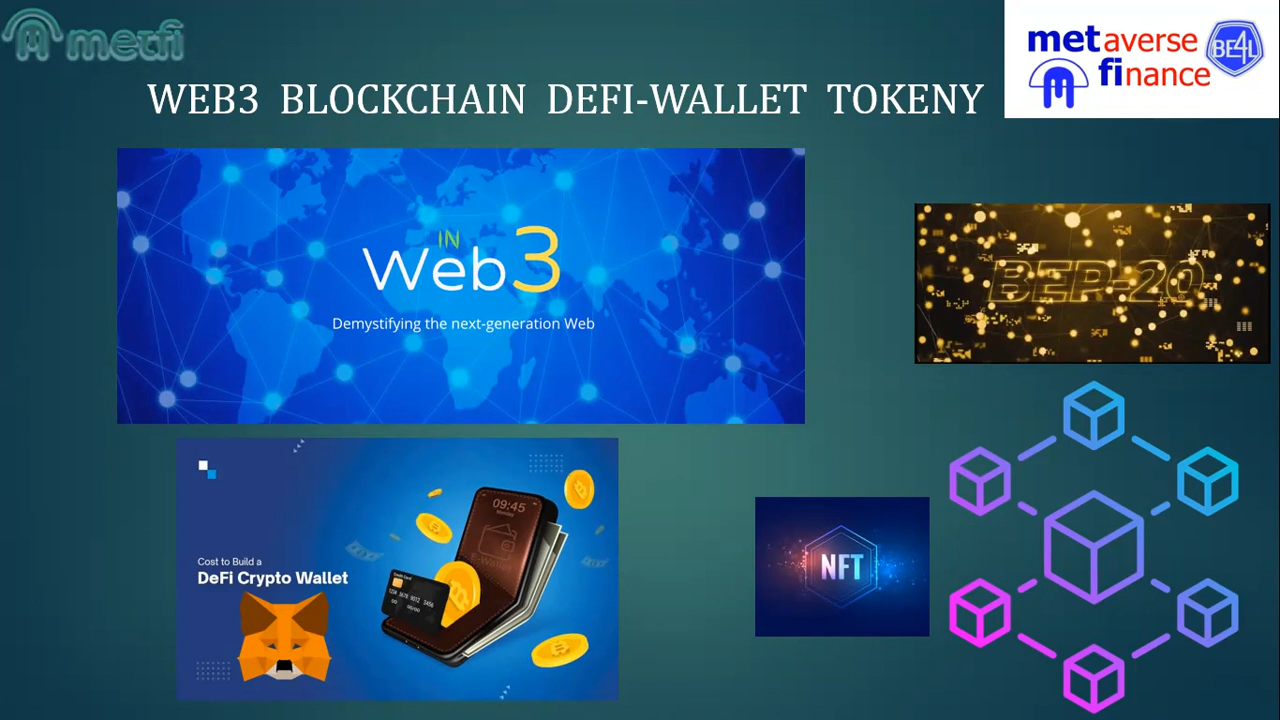 metfi
metaverse
finance
BE4L
WEB3 BLOCKCHAIN DEFI-WALLET TOKENY
IN
Web3
Demystifying the next-generation Web
BEP-20
Cost to Build a
DeFi Crypto Wallet
09:45
Monday
NFT